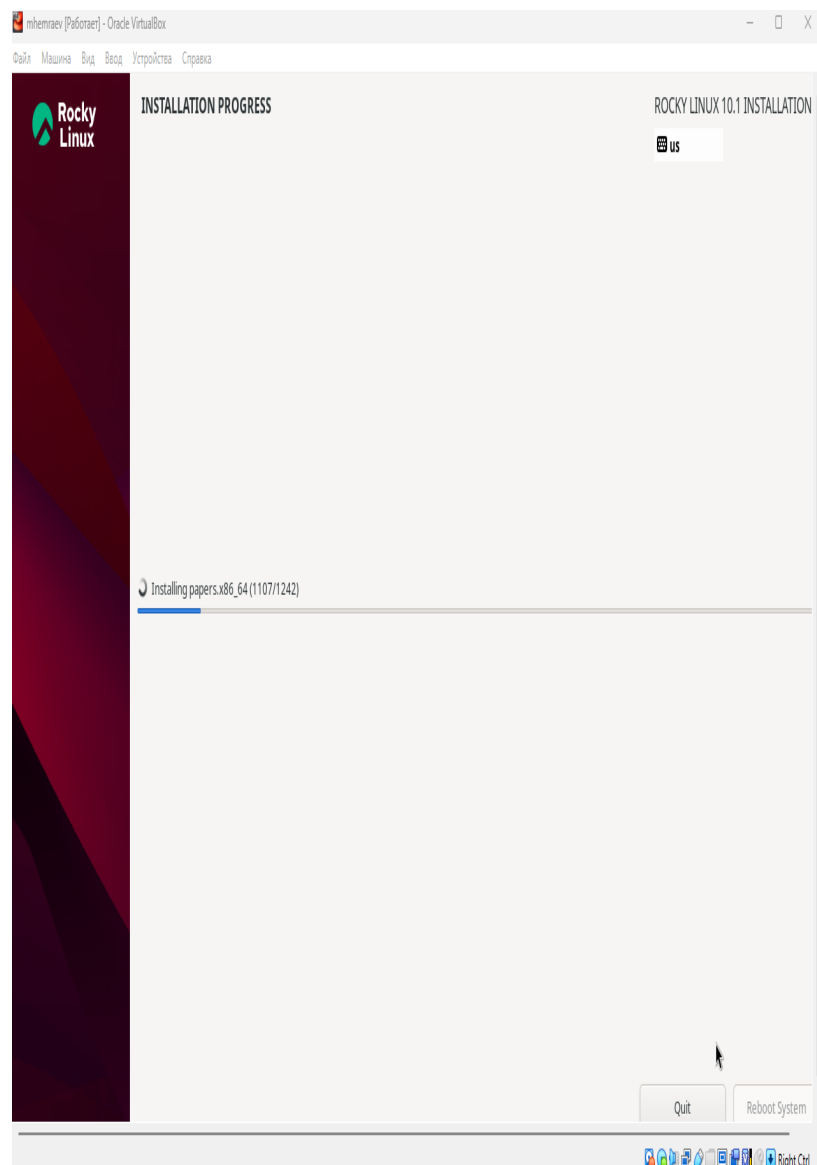 mhemraev [Работает] - Oracle VirtualBox
Файл Машина Вид Ввод Устройства Справка
Rocky
Linux
INSTALLATION PROGRESS
ROCKY LINUX 10.1 INSTALLATION
us
Installing papers.x86_64 (1107/1242)
Quit
Reboot System
Right Ctrl